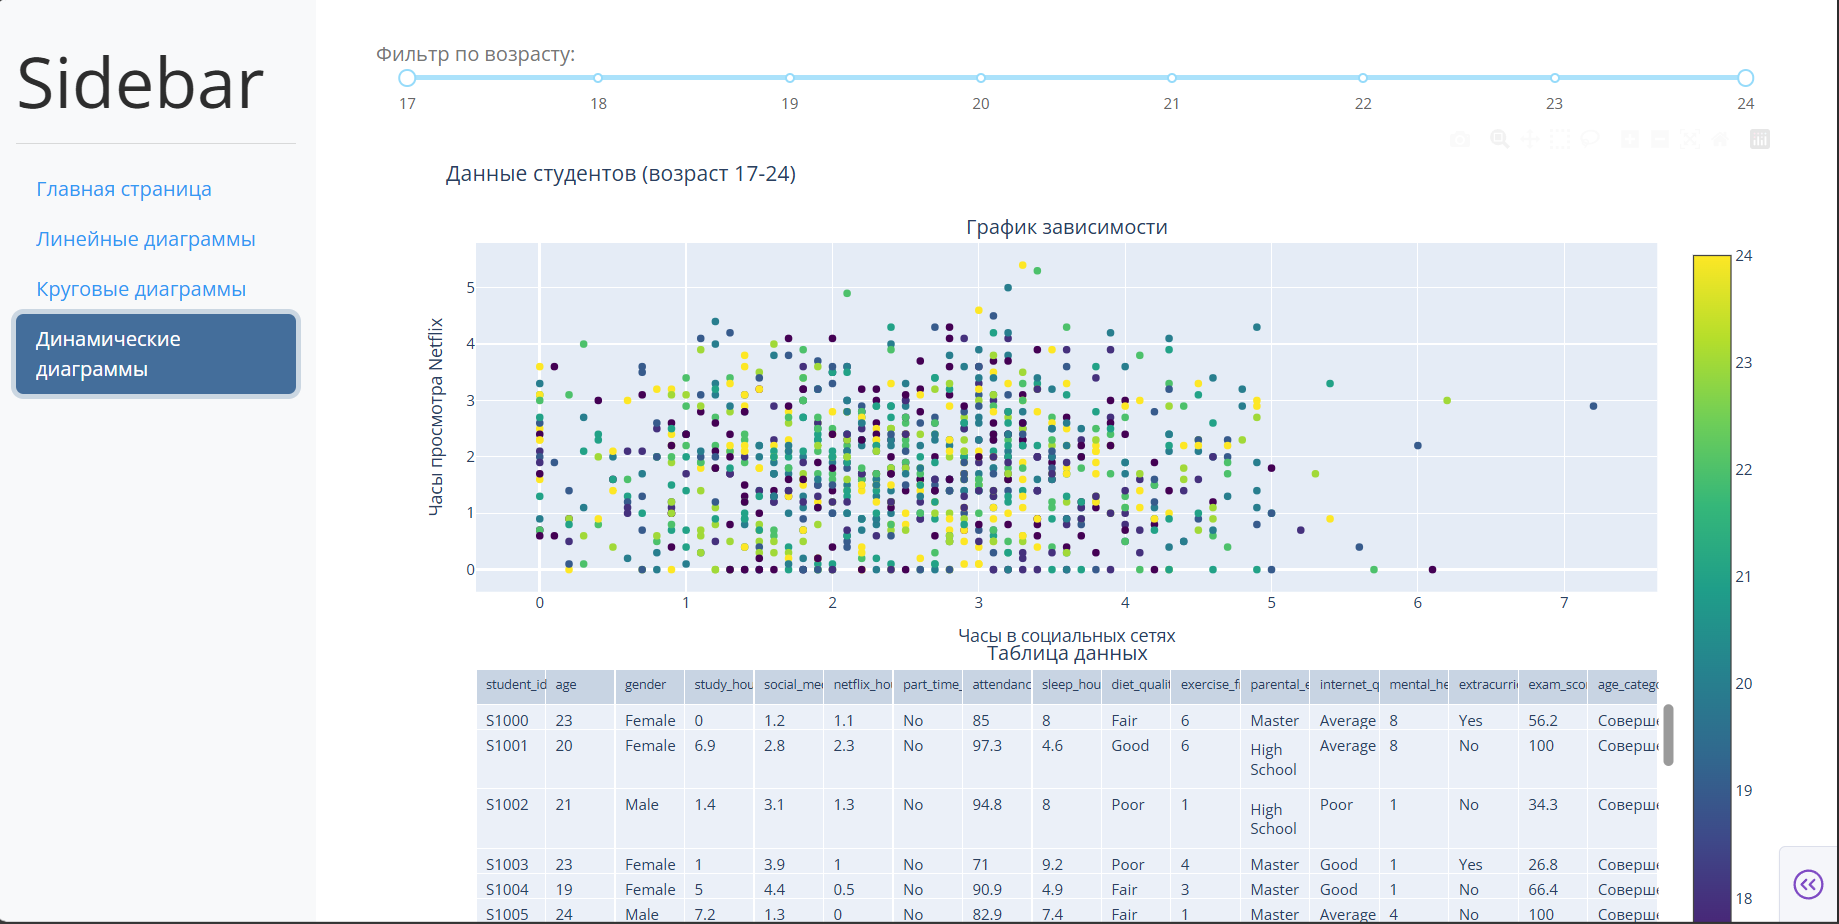 Sidebar
Главная страница
Линейные диаграммы
Круговые диаграммы
Динамические
диаграммы
Фильтр по возрасту:
17 18 19 20 21 22 23 24
Данные студентов (возраст 17-24)
График зависимости
Часы просмотра Netflix
5
4
3
2
1
0
0 1 2 3 4 5 6 7
Часы в социальных сетях
24
23
22
21
20
19
18
Таблица данных
student_id age gender study_hou social_med netflix_ho part_time_ attendanc sleep_hou diet_qualit exercise_f parental_e internet_q mental_he extracurri exam_sco age_catego
S1000 23 Female 0 1.2 1.1 No 85 8 Fair 6 Master Average 8 Yes 56.2 Соверше
S1001 20 Female 6.9 2.8 2.3 No 97.3 4.6 Good 6 High School Average 8 No 100 Соверше
S1002 21 Male 1.4 3.1 1.3 No 94.8 8 Poor 1 High School Poor 1 No 34.3 Соверше
S1003 23 Female 1 3.9 1 No 71 9.2 Poor 4 Master Good 1 Yes 26.8 Соверше
S1004 19 Female 5 4.4 0.5 No 90.9 4.9 Fair 3 Master Good 1 No 66.4 Соверше
S1005 24 Male 7.2 1.3 0 No 82.9 7.4 Fair 1 Master Average 4 No 100 Соверше